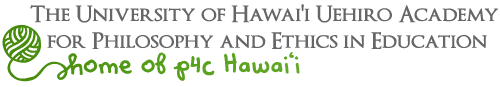 The University of Hawai'i Uehiro Academy
for Philosophy and Ethics in Education
home of p4c Hawai'i